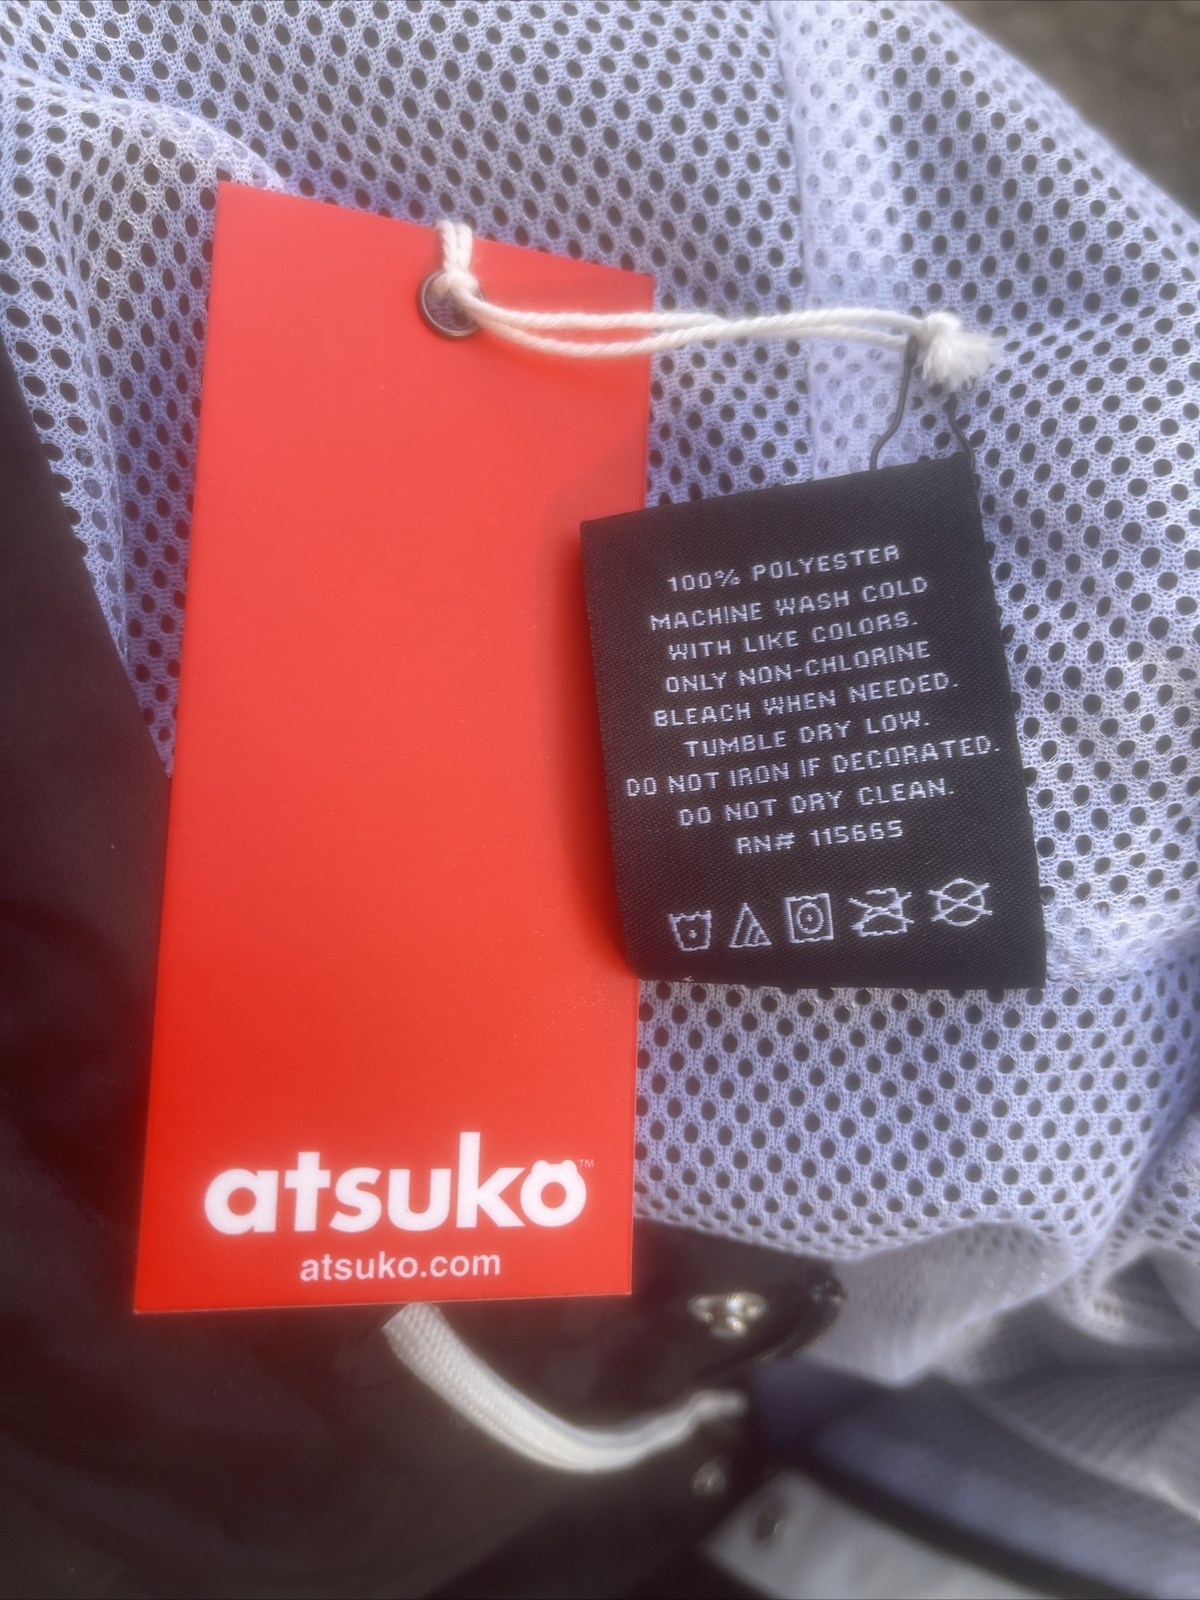 100% POLYESTER
MACHINE WASH COLD
WITH LIKE COLORS.
ONLY NON-CHLORINE
BLEACH WHEN NEEDED.
TUMBLE DRY LOW.
DO NOT IRON IF DECORATED.
DO NOT DRY CLEAN.
RN# 115665
atsuko™
atsuko.com